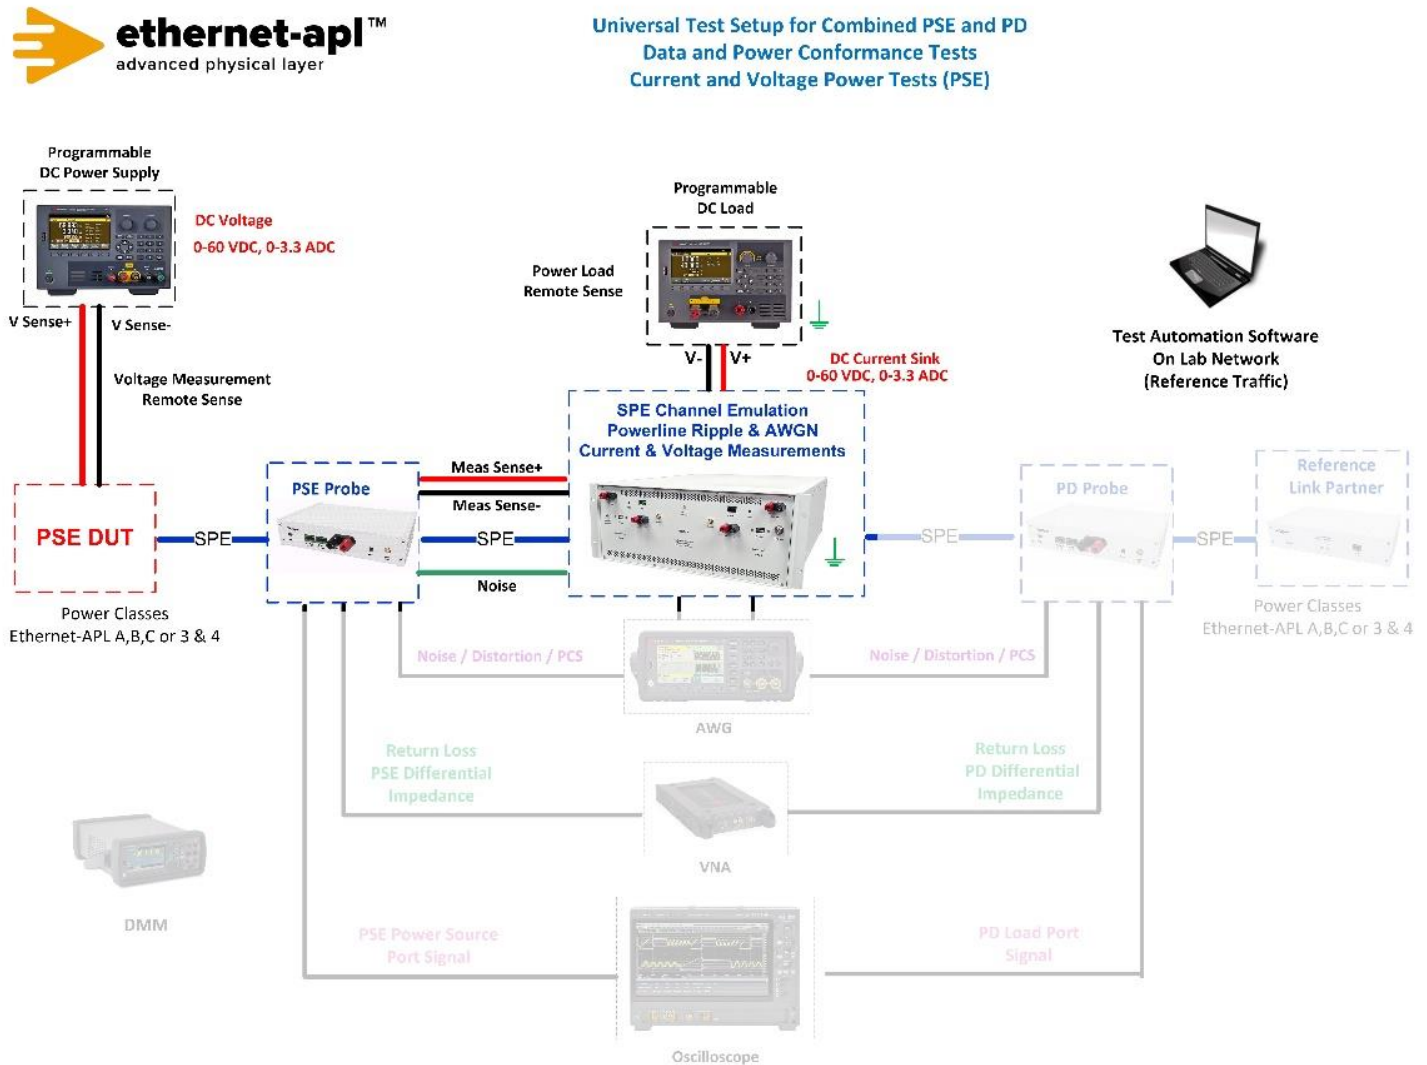 ethernet-apl™
advanced physical layer
Universal Test Setup for Combined PSE and PD
Data and Power Conformance Tests
Current and Voltage Power Tests (PSE)
Programmable
DC Power Supply
DC Voltage
0-60 VDC, 0-3.3 ADC
V Sense+
V Sense-
Voltage Measurement
Remote Sense
Programmable
DC Load
Power Load
Remote Sense
V-
V+
DC Current Sink
0-60 VDC, 0-3.3 ADC
Test Automation Software
On Lab Network
(Reference Traffic)
SPE Channel Emulation
Powerline Ripple & AWGN
Current & Voltage Measurements
PSE DUT
SPE
PSE Probe
Meas Sense+
Meas Sense-
SPE
Noise
SPE
PD Probe
SPE
Reference
Link Partner
Power Classes
Ethernet-APL A,B,C or 3 & 4
Power Classes
Ethernet-APL A,B,C or 3 & 4
Noise / Distortion / PCS
Noise / Distortion / PCS
AWG
Return Loss
PSE Differential
Impedance
Return Loss
PD Differential
Impedance
VNA
DMM
PSE Power Source
Port Signal
PD Load Port
Signal
Oscilloscope